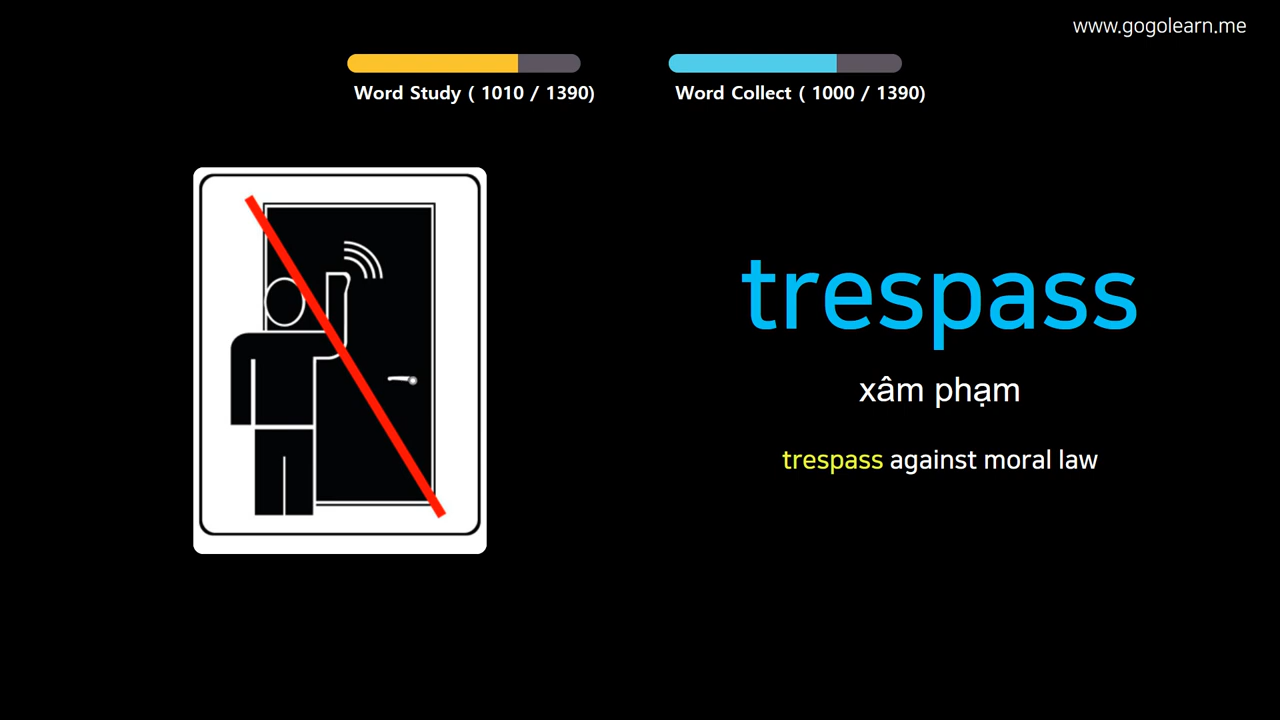 www.gogolearn.me
Word Study ( 1010 / 1390)
Word Collect ( 1000 / 1390)
trespass
xâm phạm
trespass against moral law